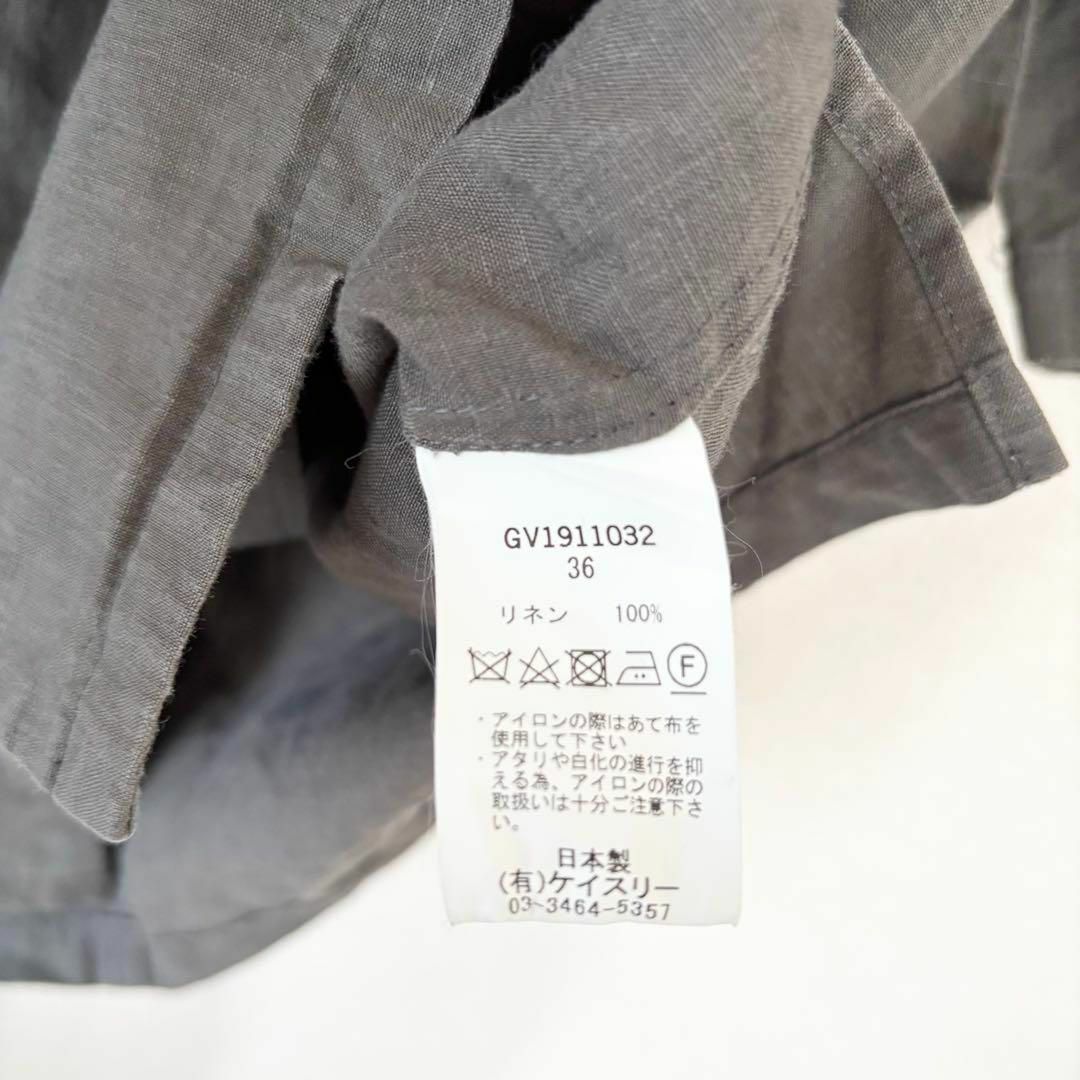 GV1911032
36
リネン 100%
F
・アイロンの際はあて布を
使用して下さい
・アタリや白化の進行を抑
える為、アイロンの際の
取扱いは十分ご注意下さ
い。
日本製
(有)ケイスリー
03-3464-5357